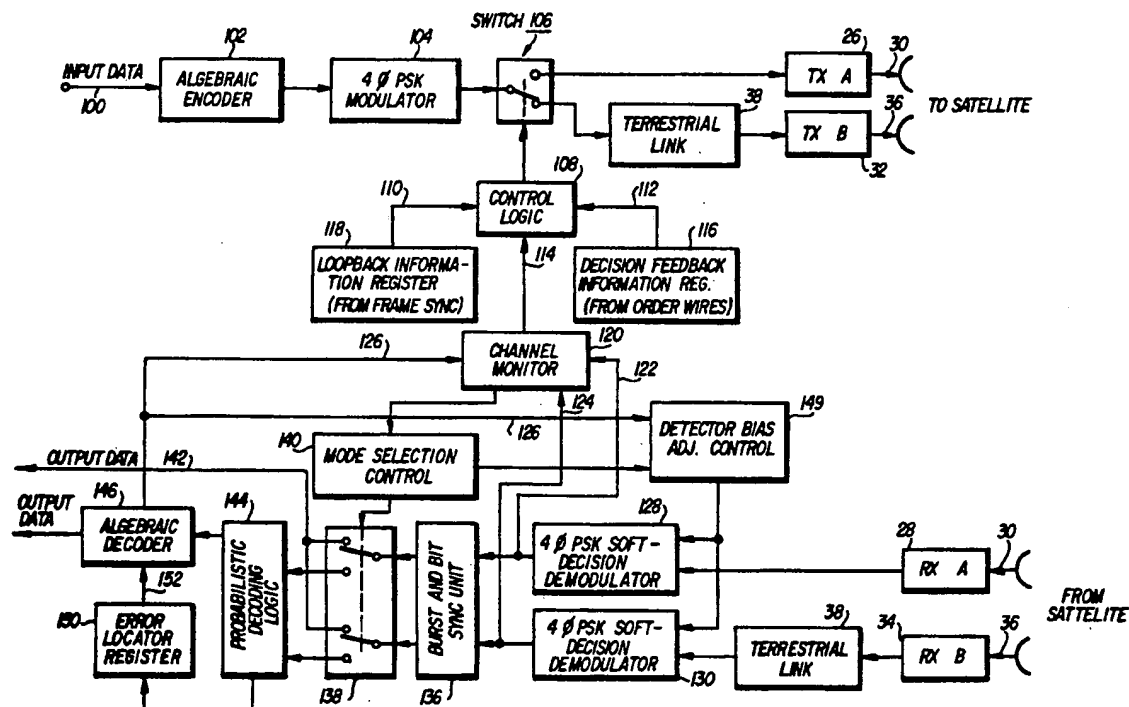 SWITCH 106
102
104
26
30
INPUT DATA
100
ALGEBRAIC
ENCODER
4 Ø PSK
MODULATOR
TX A
38
36
TO SATELLITE
TERRESTRIAL
LINK
TX B
32
108
110
CONTROL
LOGIC
112
118
114
116
LOOPBACK INFORMA-
TION REGISTER
(FROM FRAME SYNC)
DECISION FEEDBACK
INFORMATION REG.
(FROM ORDER WIRES)
126
120
CHANNEL
MONITOR
122
124
149
126
DETECTOR BIAS
ADJ. CONTROL
140
MODE SELECTION
CONTROL
OUTPUT DATA
142
146
OUTPUT
DATA
144
128
ALGEBRAIC
DECODER
PROBABILISTIC
DECODING
LOGIC
BURST AND BIT
SYNC UNIT
4 Ø PSK SOFT-
DECISION
DEMODULATOR
28
30
RX A
FROM
SATTELITE
152
150
ERROR
LOCATOR
REGISTER
4 Ø PSK SOFT-
DECISION
DEMODULATOR
38
TERRESTRIAL
LINK
34
RX B
36
138
136
130